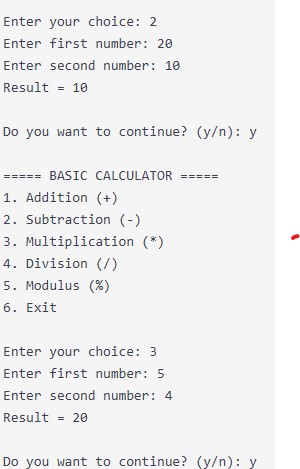 Enter your choice: 2
Enter first number: 20
Enter second number: 10
Result = 10
Do you want to continue? (y/n): y
===== BASIC CALCULATOR =====
1. Addition (+)
2. Subtraction (-)
3. Multiplication (*)
4. Division (/)
5. Modulus (%)
6. Exit
Enter your choice: 3
Enter first number: 5
Enter second number: 4
Result = 20
Do you want to continue? (y/n): y